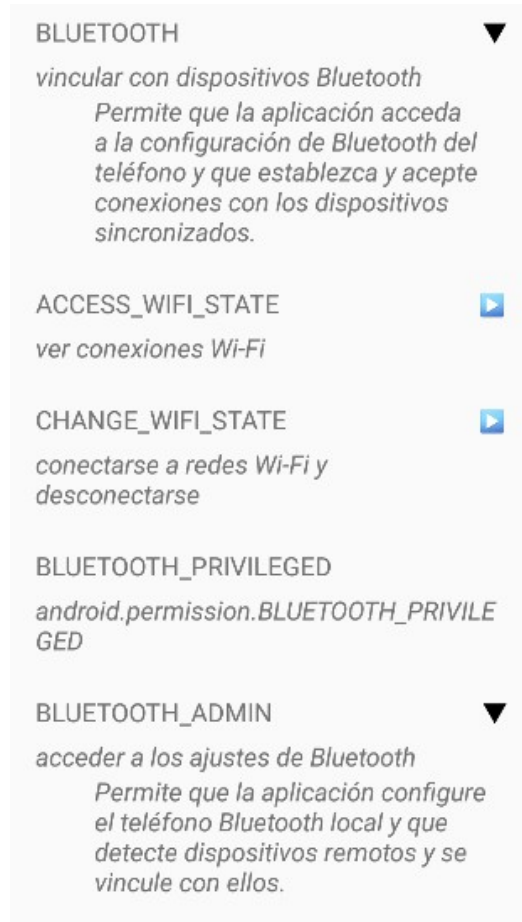 BLUETOOTH
vincular con dispositivos Bluetooth
Permite que la aplicación acceda
a la configuración de Bluetooth del
teléfono y que establezca y acepte
conexiones con los dispositivos
sincronizados.
ACCESS_WIFI_STATE
ver conexiones Wi-Fi
CHANGE_WIFI_STATE
conectarse a redes Wi-Fi y
desconectarse
BLUETOOTH_PRIVILEGED
android.permission.BLUETOOTH_PRIVILE
GED
BLUETOOTH_ADMIN
acceder a los ajustes de Bluetooth
Permite que la aplicación configure
el teléfono Bluetooth local y que
detecte dispositivos remotos y se
vincule con ellos.